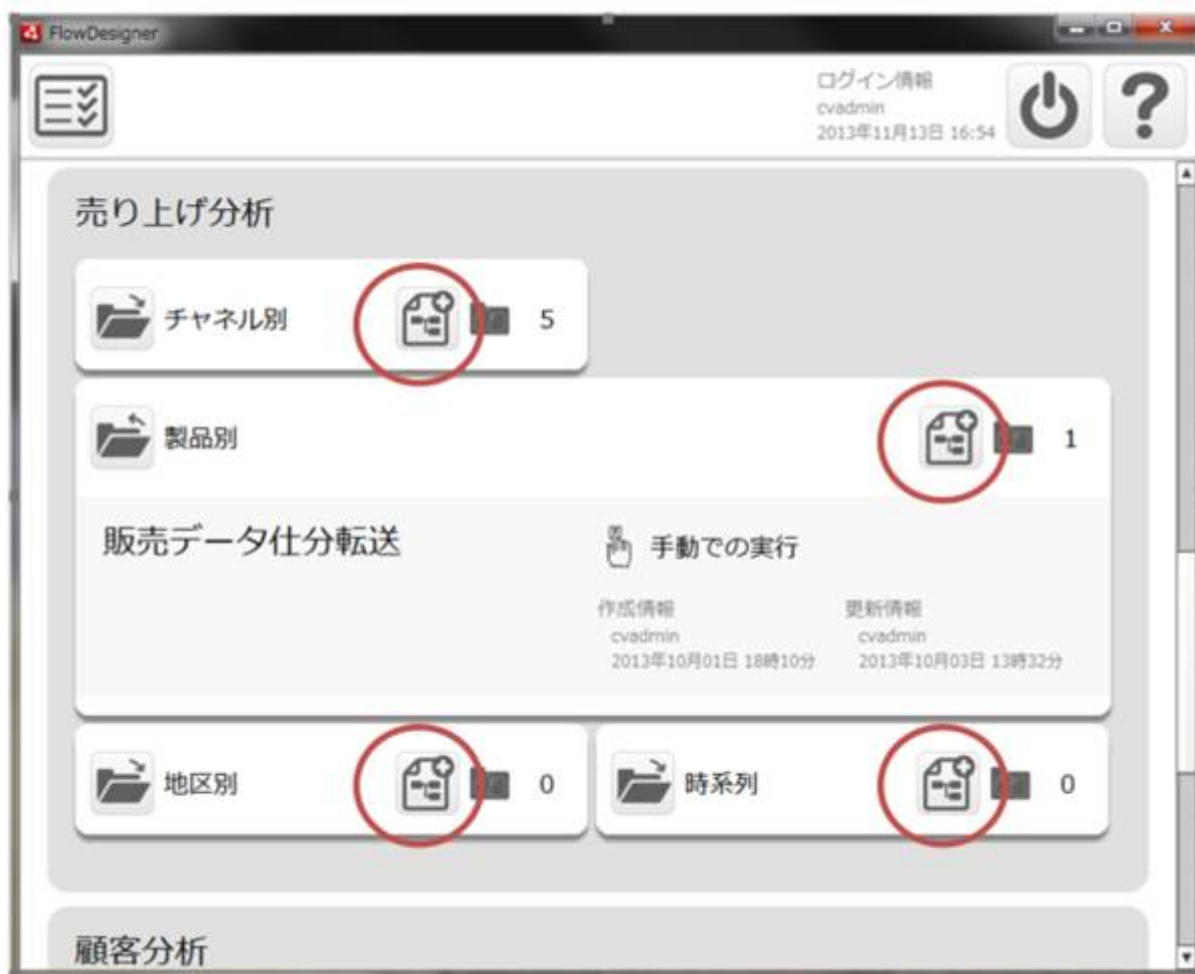 FlowDesigner
ログイン情報
cvadmin
2013年11月13日 16:54
売り上げ分析
チャネル別 5
製品別 1
販売データ仕分転送
手動での実行
作成情報 更新情報
cvadmin cvadmin
2013年10月01日 18時10分 2013年10月03日 13時32分
地区別 0 時系列 0
顧客分析